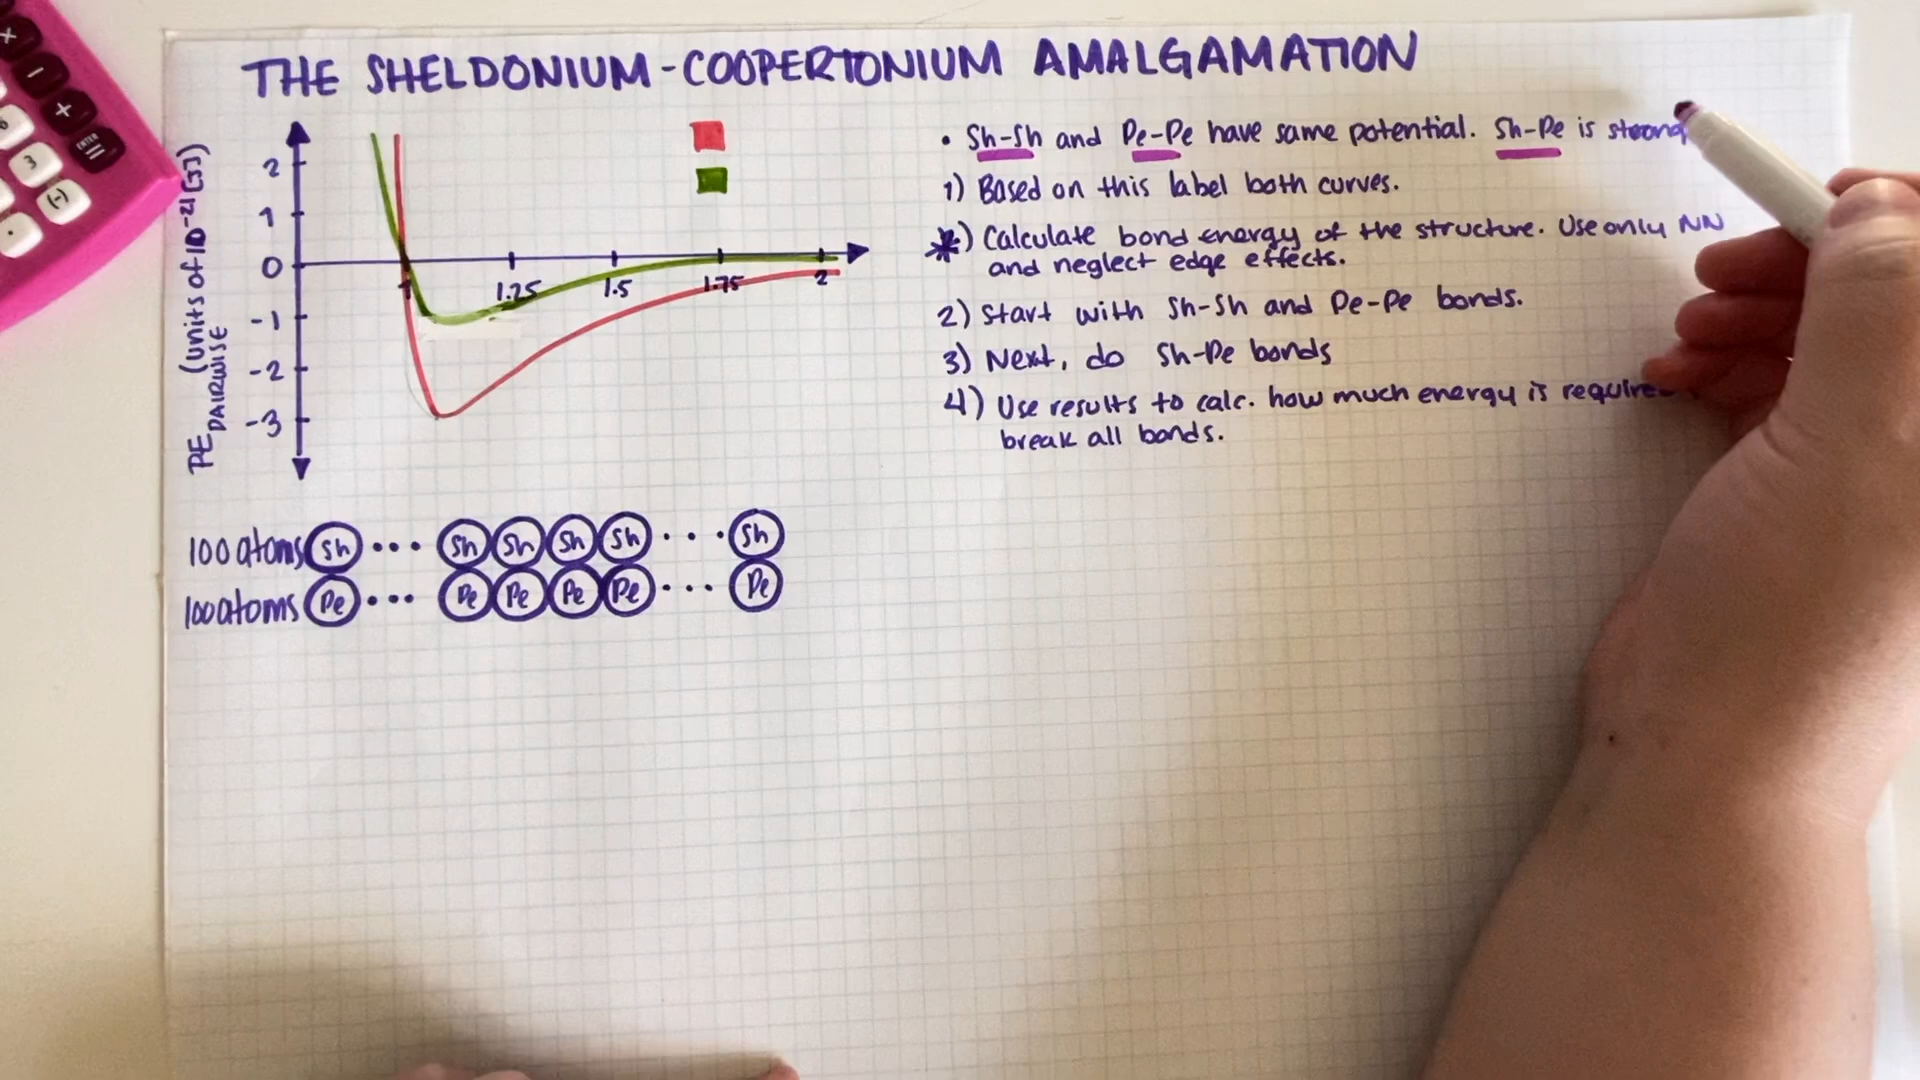 THE SHELDONIUM-COOPERTONIUM AMALGAMATION
PE PAIRWISE (units of 10^-21 [J])
2
1
0
-1
-2
-3
1 1.25 1.5 1.75 2
• Sh-Sh and Pe-Pe have same potential. Sh-Pe is strong
1) Based on this label both curves.
*) Calculate bond energy of the structure. Use only NN
and neglect edge effects.
2) Start with Sh-Sh and Pe-Pe bonds.
3) Next, do Sh-Pe bonds
4) Use results to calc. how much energy is require
break all bonds.
100 atoms Sh ... Sh Sh Sh Sh ... Sh
100 atoms Pe ... Pe Pe Pe Pe ... Pe
+
−
+
6
3
ENTER
=
(-)
.